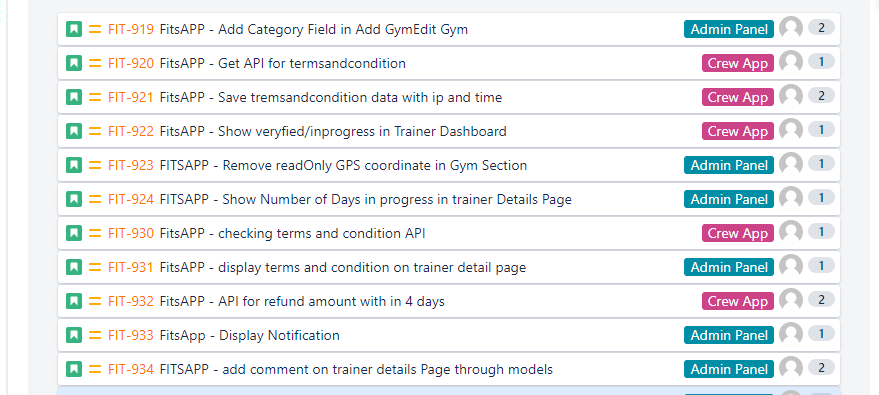 FIT-919 FitsAPP - Add Category Field in Add GymEdit Gym Admin Panel 2
FIT-920 FitsAPP - Get API for termsandcondition Crew App 1
FIT-921 FitsAPP - Save tremsandcondition data with ip and time Crew App 2
FIT-922 FitsAPP - Show veryfied/inprogress in Trainer Dashboard Crew App 1
FIT-923 FITSAPP - Remove readOnly GPS coordinate in Gym Section Admin Panel 1
FIT-924 FITSAPP - Show Number of Days in progress in trainer Details Page Admin Panel 1
FIT-930 FitsAPP - checking terms and condition API Crew App 1
FIT-931 FitsAPP - display terms and condition on trainer detail page Admin Panel 1
FIT-932 FitsAPP - API for refund amount with in 4 days Crew App 2
FIT-933 FitsApp - Display Notification Admin Panel 1
FIT-934 FITSAPP - add comment on trainer details Page through models Admin Panel 2